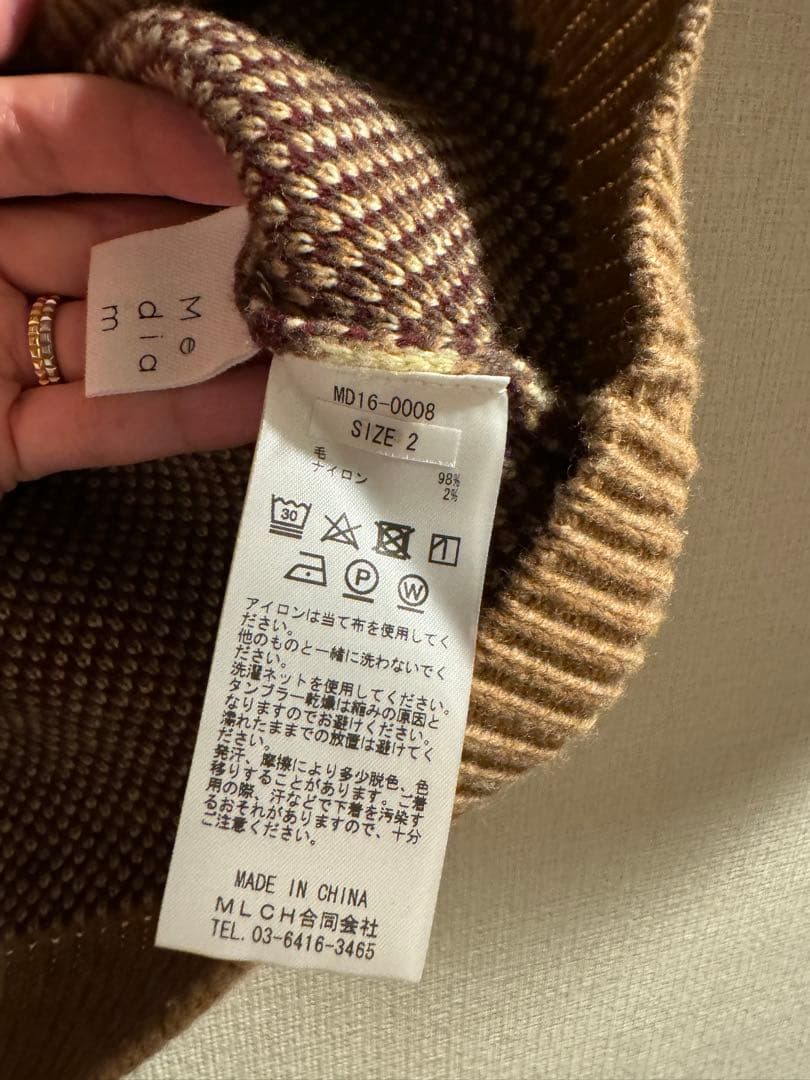 Me
dia
m
MD16-0008
SIZE 2
毛 98%
ナイロン 2%
30
P
W
アイロンは当て布を使用してく
ださい。
他のものと一緒に洗わないでく
ださい。
洗濯ネットを使用してください。
タンブラー乾燥は縮みの原因と
なりますのでお避けください。
濡れたままでの放置は避けてく
ださい。
発汗、摩擦により多少脱色、色
移りすることがあります。ご着
用の際、汗などで下着を汚染す
るおそれがありますので、十分
ご注意ください。
MADE IN CHINA
MLCH合同会社
TEL. 03-6416-3465